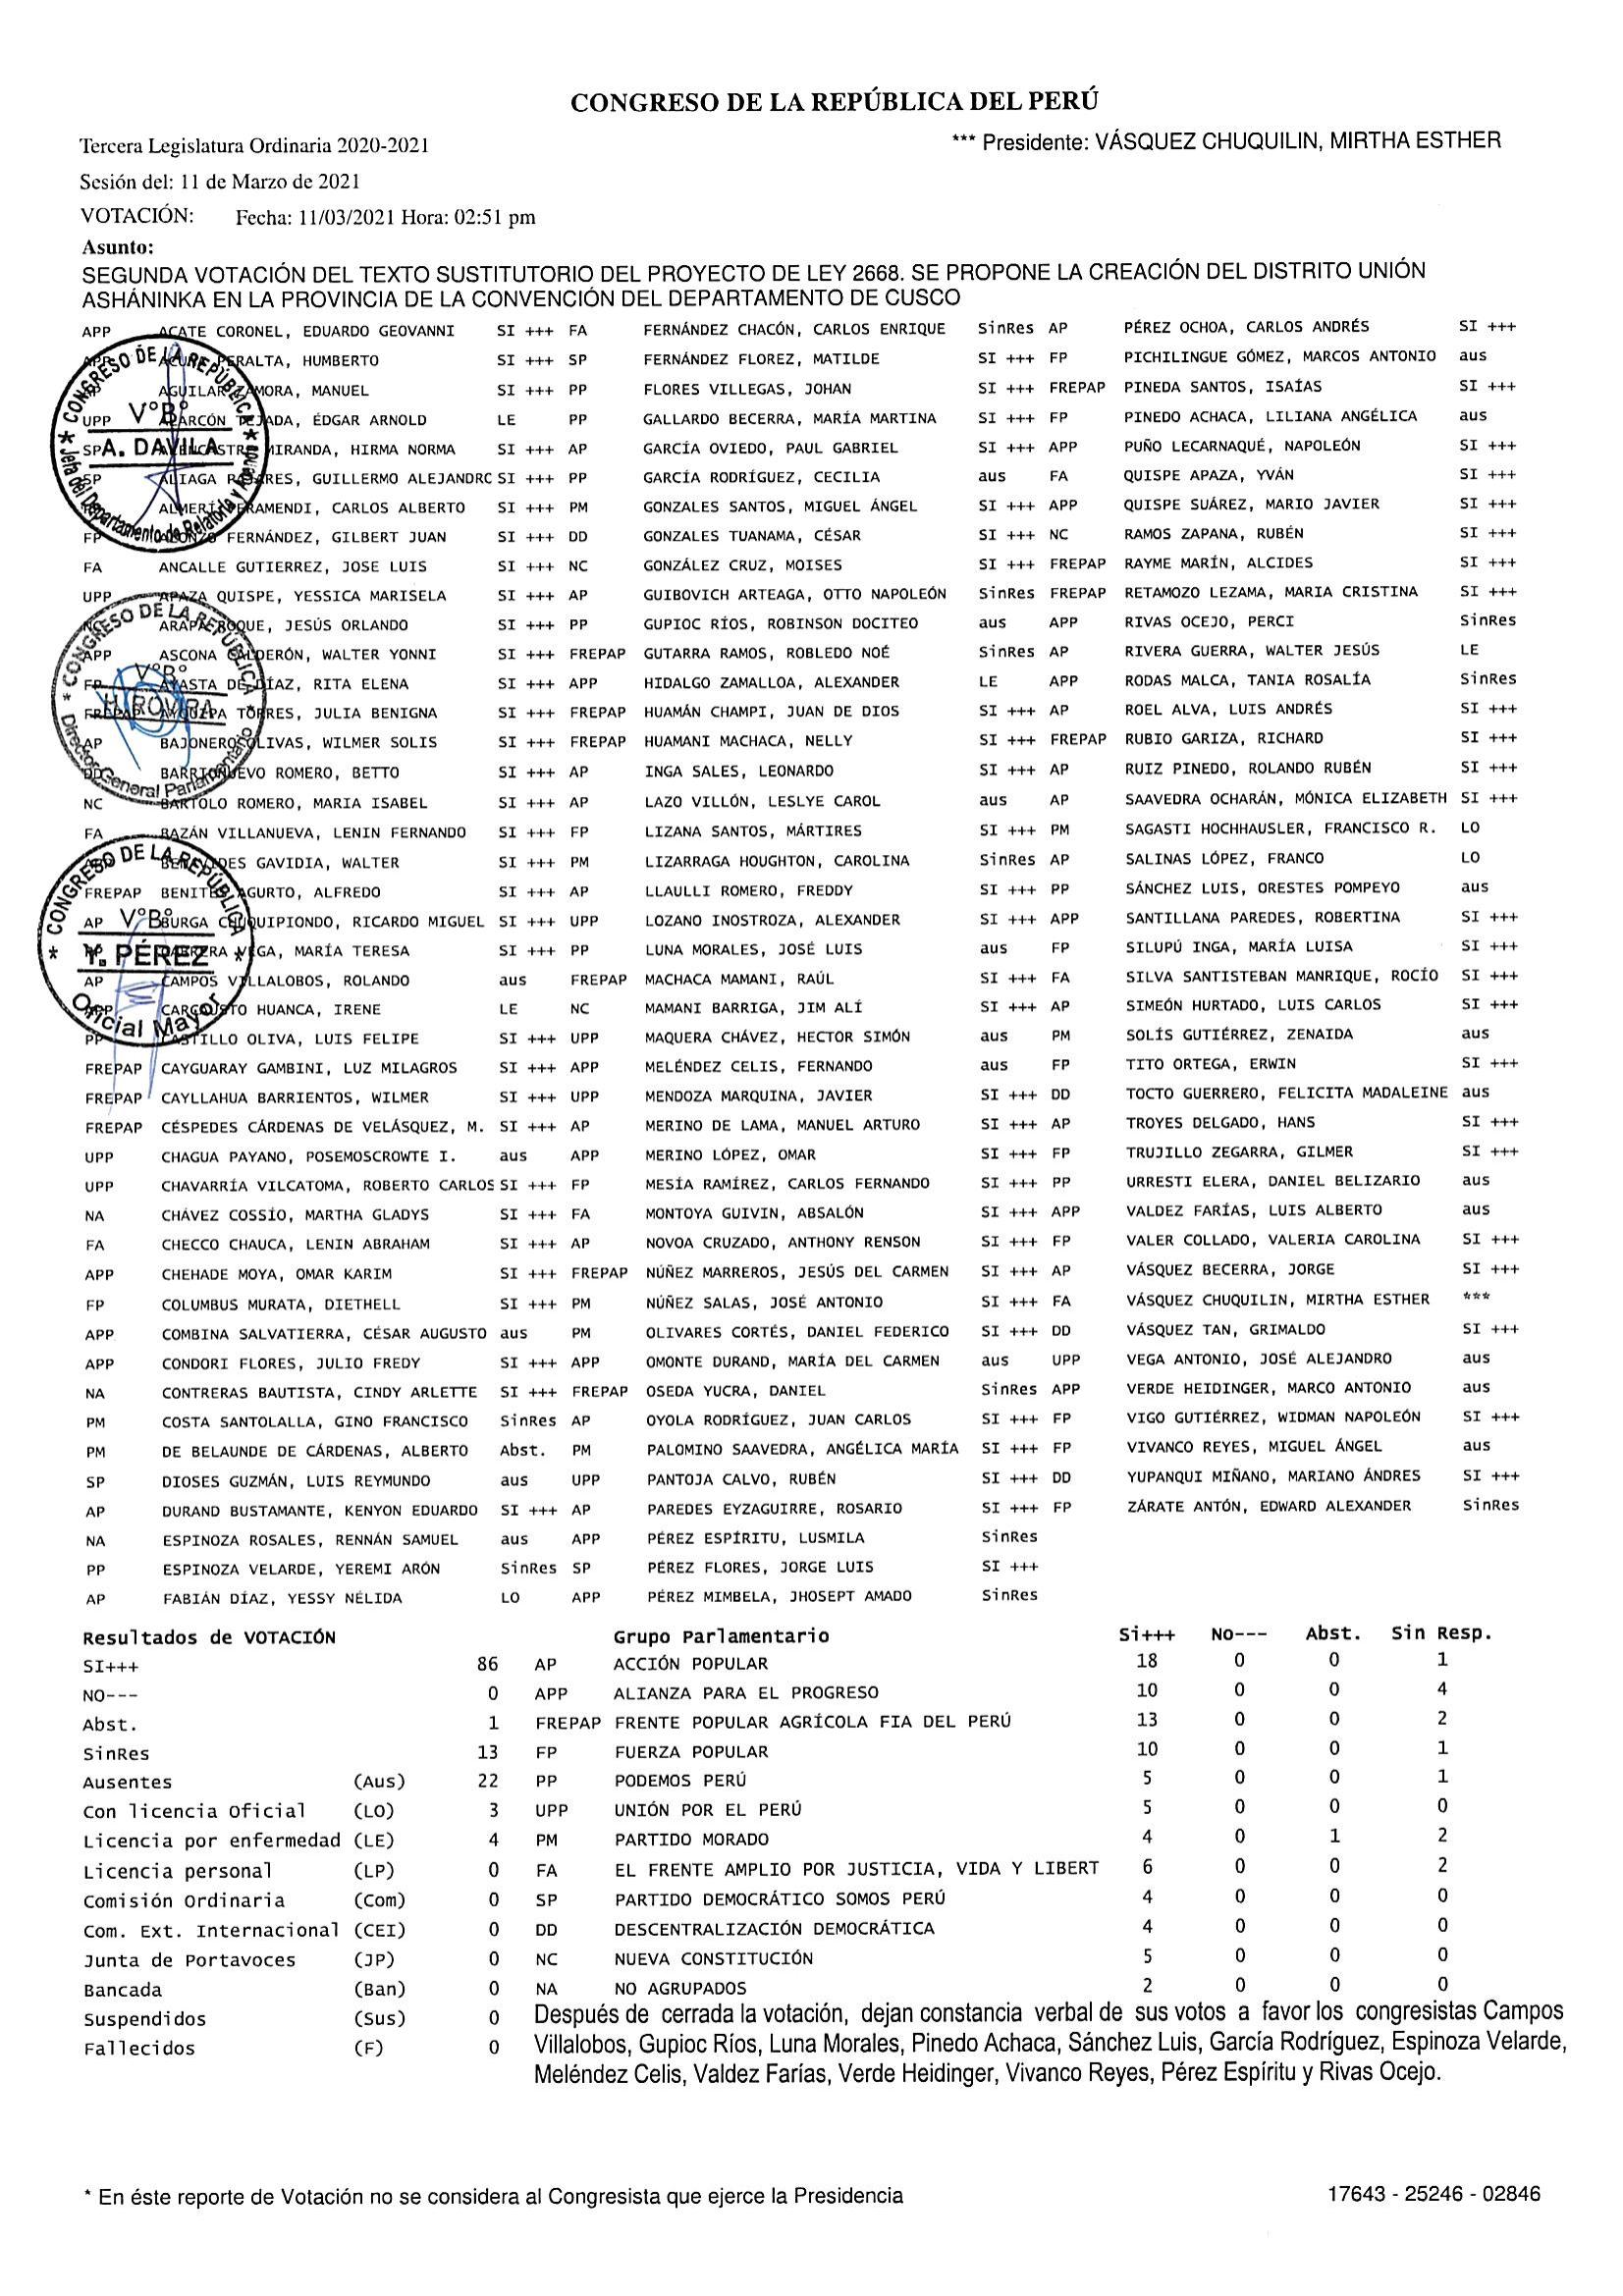 CONGRESO DE LA REPÚBLICA DEL PERÚ
Tercera Legislatura Ordinaria 2020-2021 *** Presidente: VÁSQUEZ CHUQUILIN, MIRTHA ESTHER
Sesión del: 11 de Marzo de 2021
VOTACIÓN: Fecha: 11/03/2021 Hora: 02:51 pm
Asunto:
SEGUNDA VOTACIÓN DEL TEXTO SUSTITUTORIO DEL PROYECTO DE LEY 2668. SE PROPONE LA CREACIÓN DEL DISTRITO UNIÓN
ASHÁNINKA EN LA PROVINCIA DE LA CONVENCIÓN DEL DEPARTAMENTO DE CUSCO
APP ACATE CORONEL, EDUARDO GEOVANNI SI +++ FA FERNÁNDEZ CHACÓN, CARLOS ENRIQUE SinRes AP PÉREZ OCHOA, CARLOS ANDRÉS SI +++
APP ACUÑA PERALTA, HUMBERTO SI +++ SP FERNÁNDEZ FLOREZ, MATILDE SI +++ FP PICHILINGUE GÓMEZ, MARCOS ANTONIO aus
AGUILAR ZAMORA, MANUEL SI +++ PP FLORES VILLEGAS, JOHAN SI +++ FREPAP PINEDA SANTOS, ISAÍAS SI +++
UPP ALARCÓN TEJADA, ÉDGAR ARNOLD LE PP GALLARDO BECERRA, MARÍA MARTINA SI +++ FP PINEDO ACHACA, LILIANA ANGÉLICA aus
SP MIRANDA, HIRMA NORMA SI +++ AP GARCÍA OVIEDO, PAUL GABRIEL SI +++ APP PUÑO LECARNAQUÉ, NAPOLEÓN SI +++
SP ALIAGA PAJARES, GUILLERMO ALEJANDRO SI +++ PP GARCÍA RODRÍGUEZ, CECILIA aus FA QUISPE APAZA, YVÁN SI +++
ALMERÍ VERAMENDI, CARLOS ALBERTO SI +++ PM GONZALES SANTOS, MIGUEL ÁNGEL SI +++ APP QUISPE SUÁREZ, MARIO JAVIER SI +++
FP ALONZO FERNÁNDEZ, GILBERT JUAN SI +++ DD GONZALES TUANAMA, CÉSAR SI +++ NC RAMOS ZAPANA, RUBÉN SI +++
FA ANCALLE GUTIERREZ, JOSE LUIS SI +++ NC GONZÁLEZ CRUZ, MOISES SI +++ FREPAP RAYME MARÍN, ALCIDES SI +++
UPP APAZA QUISPE, YESSICA MARISELA SI +++ AP GUIBOVICH ARTEAGA, OTTO NAPOLEÓN SinRes FREPAP RETAMOZO LEZAMA, MARIA CRISTINA SI +++
NC ARAPA ROQUE, JESÚS ORLANDO SI +++ PP GUPIOC RÍOS, ROBINSON DOCITEO aus APP RIVAS OCEJO, PERCI SinRes
APP ASCONA CALDERÓN, WALTER YONNI SI +++ FREPAP GUTARRA RAMOS, ROBLEDO NOÉ SinRes AP RIVERA GUERRA, WALTER JESÚS LE
FP AYASTA DE DÍAZ, RITA ELENA SI +++ APP HIDALGO ZAMALLOA, ALEXANDER LE APP RODAS MALCA, TANIA ROSALÍA SinRes
FREPAP AYQUIPA TORRES, JULIA BENIGNA SI +++ FREPAP HUAMÁN CHAMPI, JUAN DE DIOS SI +++ AP ROEL ALVA, LUIS ANDRÉS SI +++
AP BAJONERO OLIVAS, WILMER SOLIS SI +++ FREPAP HUAMANI MACHACA, NELLY SI +++ FREPAP RUBIO GARIZA, RICHARD SI +++
DD BARRIONUEVO ROMERO, BETTO SI +++ AP INGA SALES, LEONARDO SI +++ AP RUIZ PINEDO, ROLANDO RUBÉN SI +++
NC BARTOLO ROMERO, MARIA ISABEL SI +++ AP LAZO VILLÓN, LESLYE CAROL aus AP SAAVEDRA OCHARÁN, MÓNICA ELIZABETH SI +++
FA BAZÁN VILLANUEVA, LENIN FERNANDO SI +++ FP LIZANA SANTOS, MÁRTIRES SI +++ PM SAGASTI HOCHHAUSLER, FRANCISCO R. LO
BENAVIDES GAVIDIA, WALTER SI +++ PM LIZARRAGA HOUGHTON, CAROLINA SinRes AP SALINAS LÓPEZ, FRANCO LO
FREPAP BENITES AGURTO, ALFREDO SI +++ AP LLAULLI ROMERO, FREDDY SI +++ PP SÁNCHEZ LUIS, ORESTES POMPEYO aus
AP BURGA CHUQUIPIONDO, RICARDO MIGUEL SI +++ UPP LOZANO INOSTROZA, ALEXANDER SI +++ APP SANTILLANA PAREDES, ROBERTINA SI +++
CABRERA VEGA, MARÍA TERESA SI +++ PP LUNA MORALES, JOSÉ LUIS aus FP SILUPÚ INGA, MARÍA LUISA SI +++
AP CAMPOS VILLALOBOS, ROLANDO aus FREPAP MACHACA MAMANI, RAÚL SI +++ FA SILVA SANTISTEBAN MANRIQUE, ROCÍO SI +++
APP CARCAUSTO HUANCA, IRENE LE NC MAMANI BARRIGA, JIM ALÍ SI +++ AP SIMEÓN HURTADO, LUIS CARLOS SI +++
PP CASTILLO OLIVA, LUIS FELIPE SI +++ UPP MAQUERA CHÁVEZ, HECTOR SIMÓN aus PM SOLÍS GUTIÉRREZ, ZENAIDA aus
FREPAP CAYGUARAY GAMBINI, LUZ MILAGROS SI +++ APP MELÉNDEZ CELIS, FERNANDO aus FP TITO ORTEGA, ERWIN SI +++
FREPAP CAYLLAHUA BARRIENTOS, WILMER SI +++ UPP MENDOZA MARQUINA, JAVIER SI +++ DD TOCTO GUERRERO, FELICITA MADALEINE aus
FREPAP CÉSPEDES CÁRDENAS DE VELÁSQUEZ, M. SI +++ AP MERINO DE LAMA, MANUEL ARTURO SI +++ AP TROYES DELGADO, HANS SI +++
UPP CHAGUA PAYANO, POSEMOSCROWTE I. aus APP MERINO LÓPEZ, OMAR SI +++ FP TRUJILLO ZEGARRA, GILMER SI +++
UPP CHAVARRÍA VILCATOMA, ROBERTO CARLOS SI +++ FP MESÍA RAMÍREZ, CARLOS FERNANDO SI +++ PP URRESTI ELERA, DANIEL BELIZARIO aus
NA CHÁVEZ COSSÍO, MARTHA GLADYS SI +++ FA MONTOYA GUIVIN, ABSALÓN SI +++ APP VALDEZ FARÍAS, LUIS ALBERTO aus
FA CHECCO CHAUCA, LENIN ABRAHAM SI +++ AP NOVOA CRUZADO, ANTHONY RENSON SI +++ FP VALER COLLADO, VALERIA CAROLINA SI +++
APP CHEHADE MOYA, OMAR KARIM SI +++ FREPAP NÚÑEZ MARREROS, JESÚS DEL CARMEN SI +++ AP VÁSQUEZ BECERRA, JORGE SI +++
FP COLUMBUS MURATA, DIETHELL SI +++ PM NÚÑEZ SALAS, JOSÉ ANTONIO SI +++ FA VÁSQUEZ CHUQUILIN, MIRTHA ESTHER ***
APP COMBINA SALVATIERRA, CÉSAR AUGUSTO aus PM OLIVARES CORTÉS, DANIEL FEDERICO SI +++ DD VÁSQUEZ TAN, GRIMALDO SI +++
APP CONDORI FLORES, JULIO FREDY SI +++ APP OMONTE DURAND, MARÍA DEL CARMEN aus UPP VEGA ANTONIO, JOSÉ ALEJANDRO aus
NA CONTRERAS BAUTISTA, CINDY ARLETTE SI +++ FREPAP OSEDA YUCRA, DANIEL SinRes APP VERDE HEIDINGER, MARCO ANTONIO aus
PM COSTA SANTOLALLA, GINO FRANCISCO SinRes AP OYOLA RODRÍGUEZ, JUAN CARLOS SI +++ FP VIGO GUTIÉRREZ, WIDMAN NAPOLEÓN SI +++
PM DE BELAUNDE DE CÁRDENAS, ALBERTO Abst. PM PALOMINO SAAVEDRA, ANGÉLICA MARÍA SI +++ FP VIVANCO REYES, MIGUEL ÁNGEL aus
SP DIOSES GUZMÁN, LUIS REYMUNDO aus UPP PANTOJA CALVO, RUBÉN SI +++ DD YUPANQUI MIÑANO, MARIANO ÁNDRES SI +++
AP DURAND BUSTAMANTE, KENYON EDUARDO SI +++ AP PAREDES EYZAGUIRRE, ROSARIO SI +++ FP ZÁRATE ANTÓN, EDWARD ALEXANDER SinRes
NA ESPINOZA ROSALES, RENNÁN SAMUEL aus APP PÉREZ ESPÍRITU, LUSMILA SinRes
PP ESPINOZA VELARDE, YEREMI ARÓN SinRes SP PÉREZ FLORES, JORGE LUIS SI +++
AP FABIÁN DÍAZ, YESSY NÉLIDA LO APP PÉREZ MIMBELA, JHOSEPT AMADO SinRes
CONGRESO DE LA REPÚBLICA
V°B°
A. DAVILA
Jefa del Departamento de Relatoría y Agenda
CONGRESO DE LA REPÚBLICA
V°B°
H. ROVIRA
Director General Parlamentario
CONGRESO DE LA REPÚBLICA
V°B°
Y. PÉREZ
Oficial Mayor
Resultados de VOTACIÓN Grupo Parlamentario Si+++ No--- Abst. Sin Resp.
SI+++ 86 AP ACCIÓN POPULAR 18 0 0 1
NO--- 0 APP ALIANZA PARA EL PROGRESO 10 0 0 4
Abst. 1 FREPAP FRENTE POPULAR AGRÍCOLA FIA DEL PERÚ 13 0 0 2
SinRes 13 FP FUERZA POPULAR 10 0 0 1
Ausentes (Aus) 22 PP PODEMOS PERÚ 5 0 0 1
Con licencia Oficial (LO) 3 UPP UNIÓN POR EL PERÚ 5 0 0 0
Licencia por enfermedad (LE) 4 PM PARTIDO MORADO 4 0 1 2
Licencia personal (LP) 0 FA EL FRENTE AMPLIO POR JUSTICIA, VIDA Y LIBERT 6 0 0 2
Comisión Ordinaria (Com) 0 SP PARTIDO DEMOCRÁTICO SOMOS PERÚ 4 0 0 0
Com. Ext. Internacional (CEI) 0 DD DESCENTRALIZACIÓN DEMOCRÁTICA 4 0 0 0
Junta de Portavoces (JP) 0 NC NUEVA CONSTITUCIÓN 5 0 0 0
Bancada (Ban) 0 NA NO AGRUPADOS 2 0 0 0
Suspendidos (Sus) 0
Fallecidos (F) 0
Después de cerrada la votación, dejan constancia verbal de sus votos a favor los congresistas Campos
Villalobos, Gupioc Ríos, Luna Morales, Pinedo Achaca, Sánchez Luis, García Rodríguez, Espinoza Velarde,
Meléndez Celis, Valdez Farías, Verde Heidinger, Vivanco Reyes, Pérez Espíritu y Rivas Ocejo.
* En éste reporte de Votación no se considera al Congresista que ejerce la Presidencia 17643 - 25246 - 02846